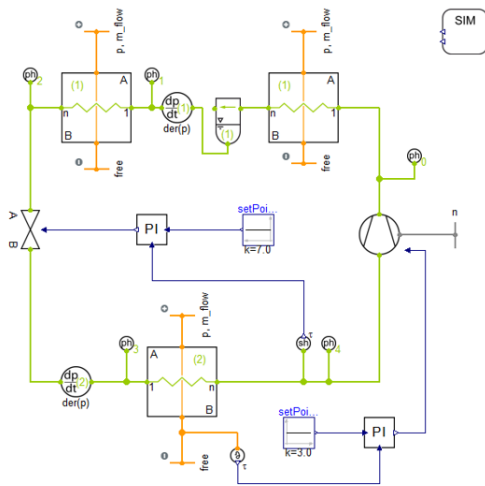 SIM
p, m_flow
p, m_flow
ph
2
A
(1)
n
1
B
free
ph
1
dp
dt
(1)
der(p)
(1)
A
(1)
n
1
B
free
ph
0
n
A
B
PI
setPoi...
k=7.0
ph
3
dp
dt
(2)
der(p)
p, m_flow
A
(2)
1
n
B
free
sh
τ
ph
4
setPoi...
k=3.0
PI
τ